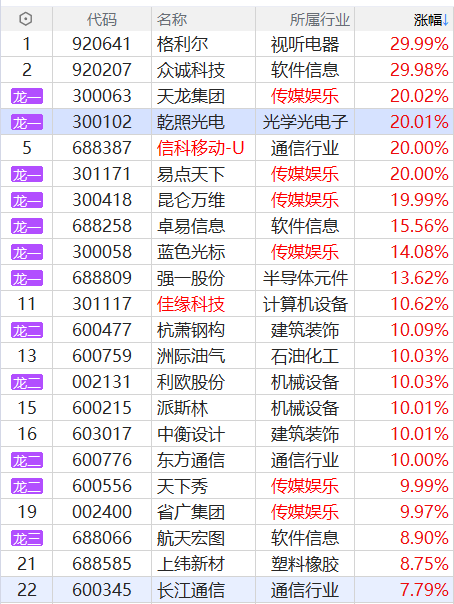 代码 名称 所属行业 涨幅↓
1 920641 格利尔 视听电器 29.99%
2 920207 众诚科技 软件信息 29.98%
龙一 300063 天龙集团 传媒娱乐 20.02%
龙一 300102 乾照光电 光学光电子 20.01%
5 688387 信科移动-U 通信行业 20.00%
龙一 301171 易点天下 传媒娱乐 20.00%
龙一 300418 昆仑万维 传媒娱乐 19.99%
龙一 688258 卓易信息 软件信息 15.56%
龙一 300058 蓝色光标 传媒娱乐 14.08%
龙一 688809 强一股份 半导体元件 13.62%
11 301117 佳缘科技 计算机设备 10.62%
龙二 600477 杭萧钢构 建筑装饰 10.09%
13 600759 洲际油气 石油化工 10.03%
龙二 002131 利欧股份 机械设备 10.03%
15 600215 派斯林 机械设备 10.01%
16 603017 中衡设计 建筑装饰 10.01%
龙二 600776 东方通信 通信行业 10.00%
龙二 600556 天下秀 传媒娱乐 9.99%
19 002400 省广集团 传媒娱乐 9.97%
龙三 688066 航天宏图 软件信息 8.90%
21 688585 上纬新材 塑料橡胶 8.75%
22 600345 长江通信 通信行业 7.79%